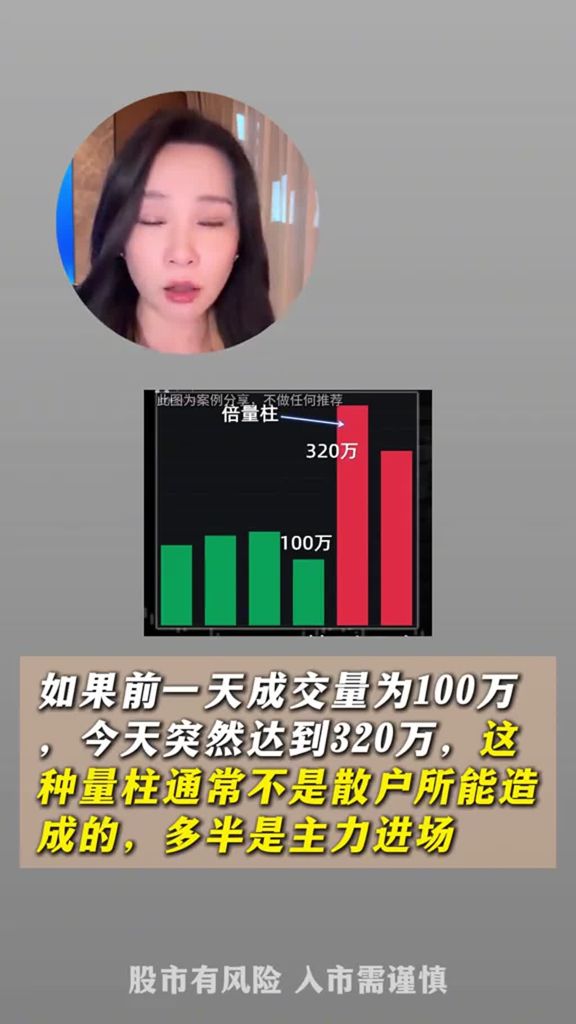 此图为案例分享，不做任何推荐
倍量柱
320万
100万
如果前一天成交量为100万
，今天突然达到320万，这
种量柱通常不是散户所能造
成的，多半是主力进场
股市有风险 入市需谨慎